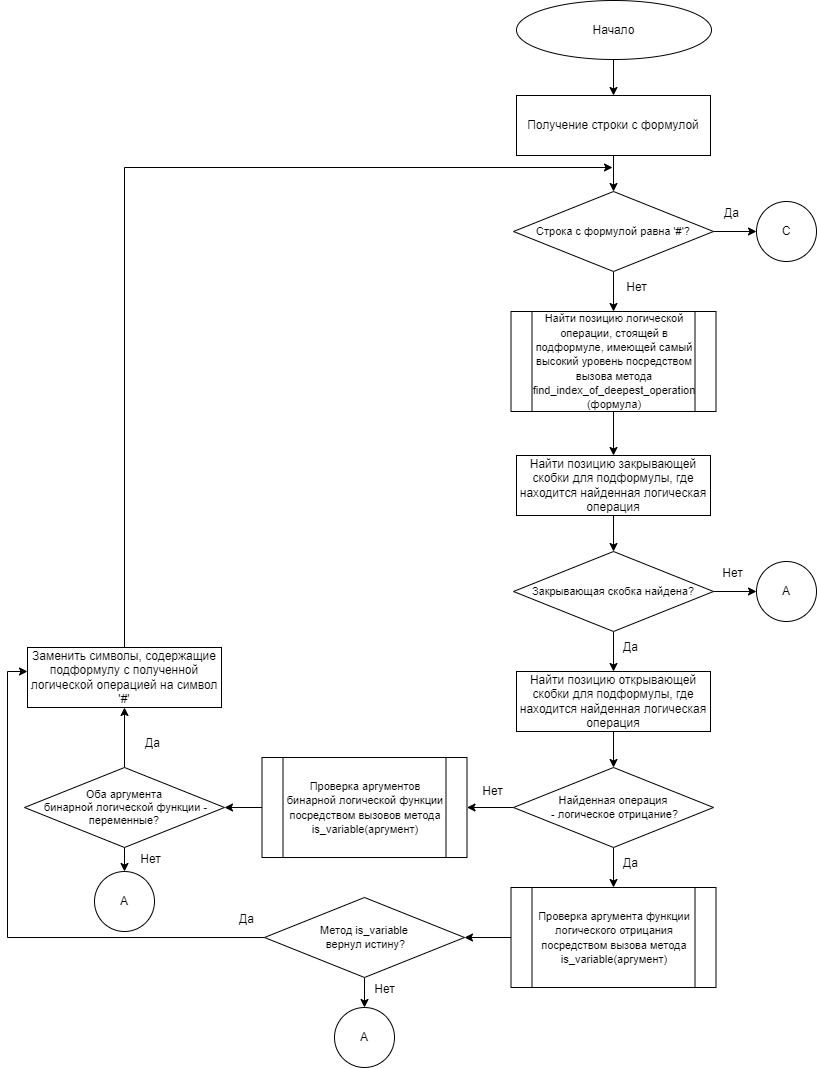 Начало
Получение строки с формулой
Строка с формулой равна '#'?
Да
С
Нет
Найти позицию логической
операции, стоящей в
подформуле, имеющей самый
высокий уровень посредством
вызова метода
find_index_of_deepest_operation
(формула)
Найти позицию закрывающей
скобки для подформулы, где
находится найденная логическая
операция
Закрывающая скобка найдена?
Нет
А
Да
Найти позицию открывающей
скобки для подформулы, где
находится найденная логическая
операция
Найденная операция
- логическое отрицание?
Нет
Проверка аргументов
бинарной логической функции
посредством вызовов метода
is_variable(аргумент)
Оба аргумента
бинарной логической функции -
переменные?
Да
Заменить символы, содержащие
подформулу с полученной
логической операцией на символ
'#'
Нет
А
Да
Проверка аргумента функции
логического отрицания
посредством вызова метода
is_variable(аргумент)
Метод is_variable
вернул истину?
Да
Нет
А